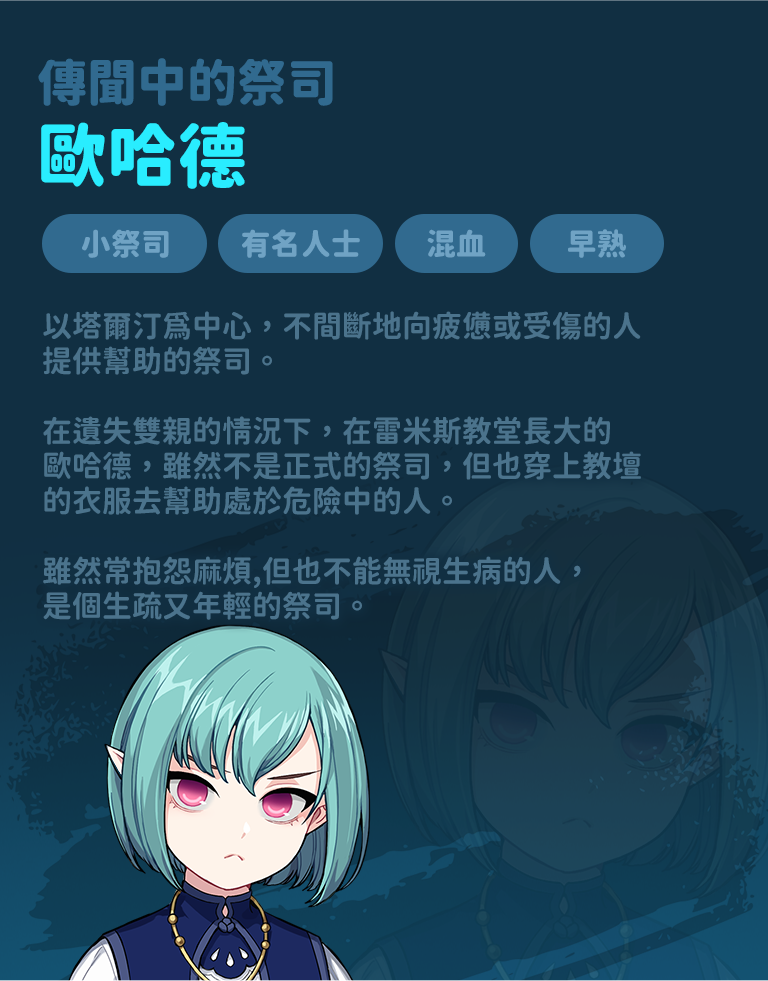 傳聞中的祭司
歐哈德
小祭司 有名人士 混血 早熟
以塔爾汀為中心，不間斷地向疲憊或受傷的人
提供幫助的祭司。
在遺失雙親的情況下，在雷米斯教堂長大的
歐哈德，雖然不是正式的祭司，但也穿上教壇
的衣服去幫助處於危險中的人。
雖然常抱怨麻煩,但也不能無視生病的人，
是個生疏又年輕的祭司。